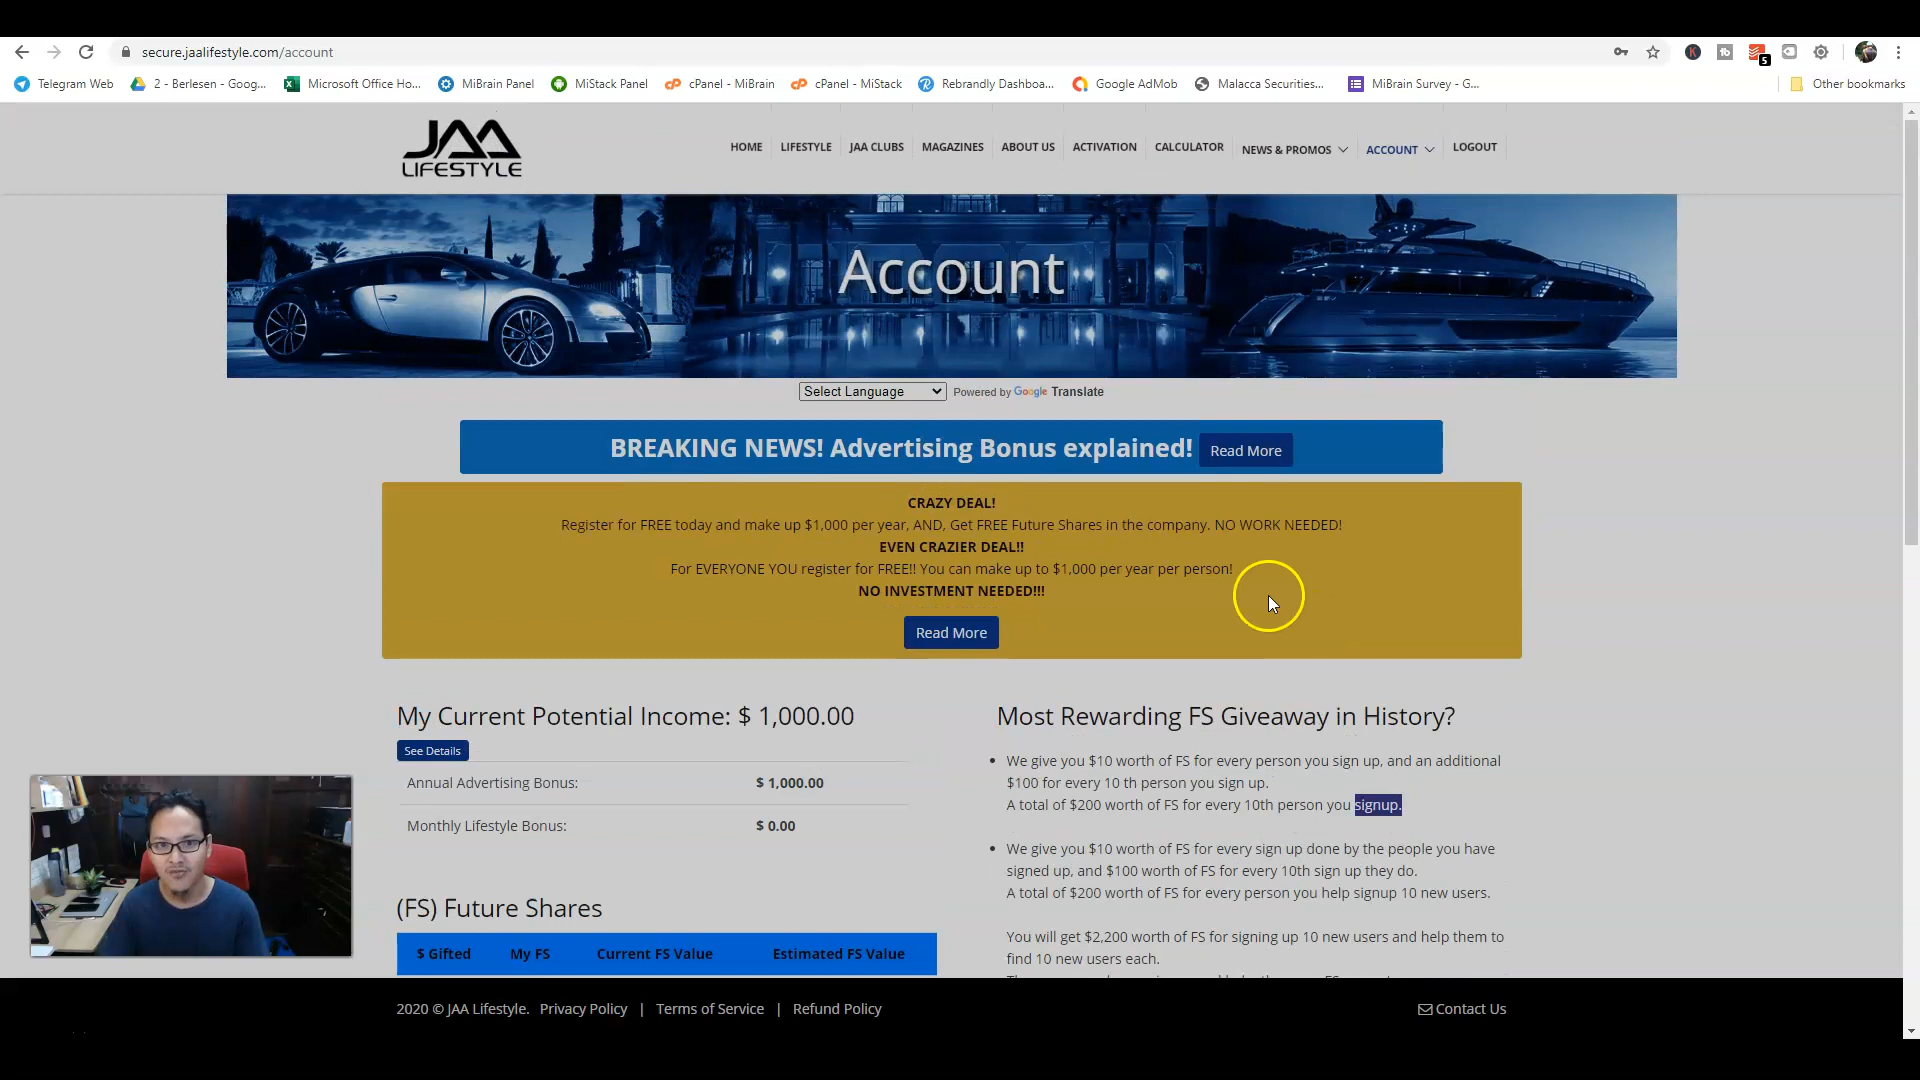 secure.jaalifestyle.com/account
5
Telegram Web
2 - Berlesen - Goog...
Microsoft Office Ho...
MiBrain Panel
MiStack Panel
cPanel - MiBrain
cPanel - MiStack
Rebrandly Dashboa...
Google AdMob
Malacca Securities...
MiBrain Survey - G...
Other bookmarks
JAA
LIFESTYLE
HOME
LIFESTYLE
JAA CLUBS
MAGAZINES
ABOUT US
ACTIVATION
CALCULATOR
NEWS & PROMOS
ACCOUNT
LOGOUT
Account
Select Language
Powered by Google Translate
BREAKING NEWS! Advertising Bonus explained! Read More
CRAZY DEAL!
Register for FREE today and make up $1,000 per year, AND, Get FREE Future Shares in the company. NO WORK NEEDED!
EVEN CRAZIER DEAL!!
For EVERYONE YOU register for FREE!! You can make up to $1,000 per year per person!
NO INVESTMENT NEEDED!!!
Read More
My Current Potential Income: $ 1,000.00
See Details
Annual Advertising Bonus: $ 1,000.00
Monthly Lifestyle Bonus: $ 0.00
(FS) Future Shares
$ Gifted My FS Current FS Value Estimated FS Value
Most Rewarding FS Giveaway in History?
We give you $10 worth of FS for every person you sign up, and an additional
$100 for every 10 th person you sign up.
A total of $200 worth of FS for every 10th person you signup.
We give you $10 worth of FS for every sign up done by the people you have
signed up, and $100 worth of FS for every 10th sign up they do.
A total of $200 worth of FS for every person you help signup 10 new users.
You will get $2,200 worth of FS for signing up 10 new users and help them to
find 10 new users each.
2020 © JAA Lifestyle. Privacy Policy | Terms of Service | Refund Policy
Contact Us